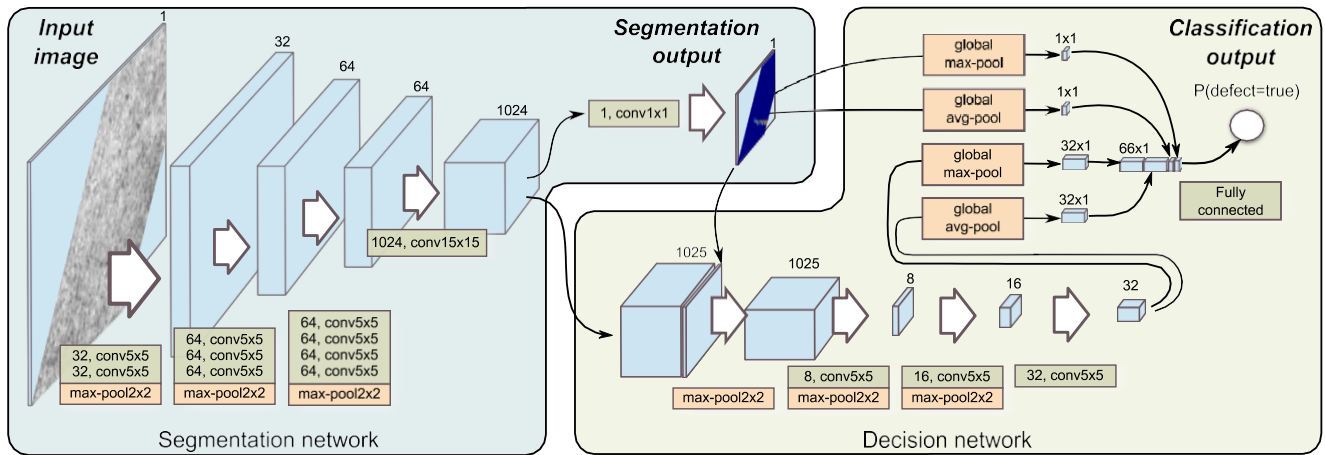 Input
image
1
32
64
64
1024
1024, conv15x15
32, conv5x5
32, conv5x5
max-pool2x2
64, conv5x5
64, conv5x5
64, conv5x5
max-pool2x2
64, conv5x5
64, conv5x5
64, conv5x5
64, conv5x5
max-pool2x2
Segmentation network
Segmentation
output
1
1, conv1x1
1025
1025
8
16
32
max-pool2x2
8, conv5x5
max-pool2x2
16, conv5x5
max-pool2x2
32, conv5x5
global
max-pool
1x1
global
avg-pool
1x1
global
max-pool
32x1
global
avg-pool
32x1
66x1
Classification
output
P(defect=true)
Fully
connected
Decision network